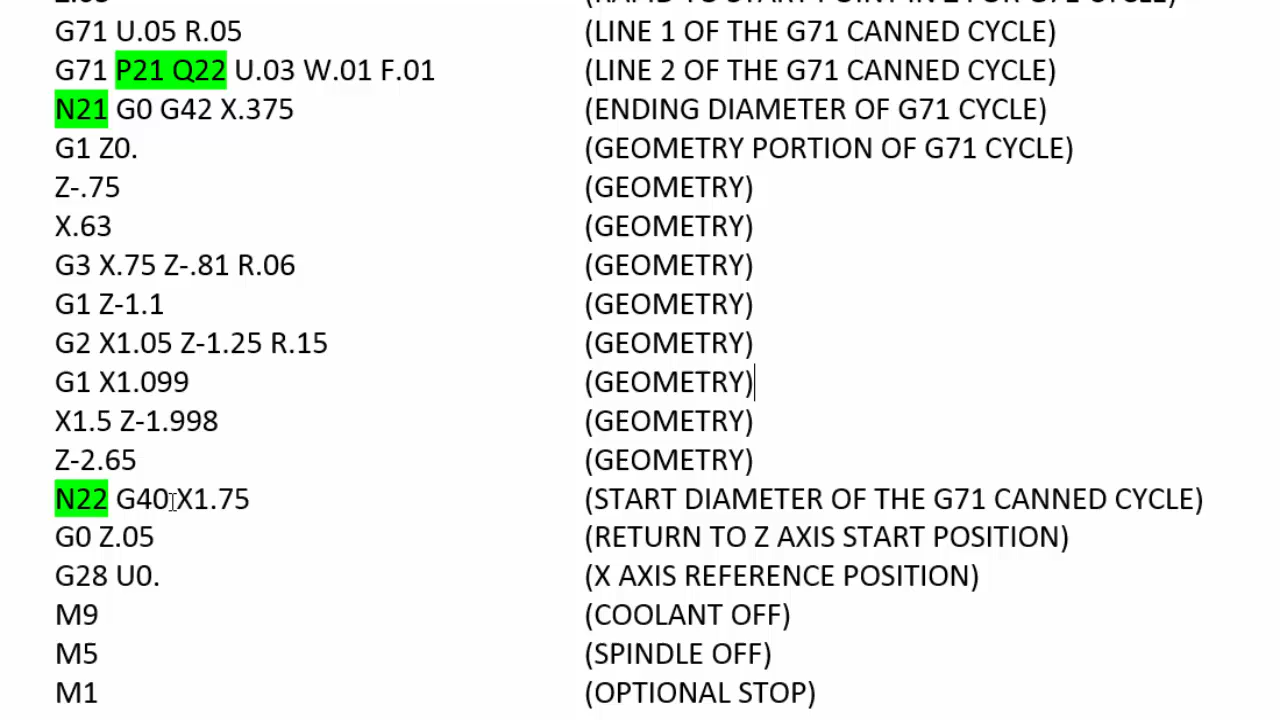 G71 U.05 R.05 (LINE 1 OF THE G71 CANNED CYCLE)
G71 P21 Q22 U.03 W.01 F.01 (LINE 2 OF THE G71 CANNED CYCLE)
N21 G0 G42 X.375 (ENDING DIAMETER OF G71 CYCLE)
G1 Z0. (GEOMETRY PORTION OF G71 CYCLE)
Z-.75 (GEOMETRY)
X.63 (GEOMETRY)
G3 X.75 Z-.81 R.06 (GEOMETRY)
G1 Z-1.1 (GEOMETRY)
G2 X1.05 Z-1.25 R.15 (GEOMETRY)
G1 X1.099 (GEOMETRY)
X1.5 Z-1.998 (GEOMETRY)
Z-2.65 (GEOMETRY)
N22 G40 X1.75 (START DIAMETER OF THE G71 CANNED CYCLE)
G0 Z.05 (RETURN TO Z AXIS START POSITION)
G28 U0. (X AXIS REFERENCE POSITION)
M9 (COOLANT OFF)
M5 (SPINDLE OFF)
M1 (OPTIONAL STOP)